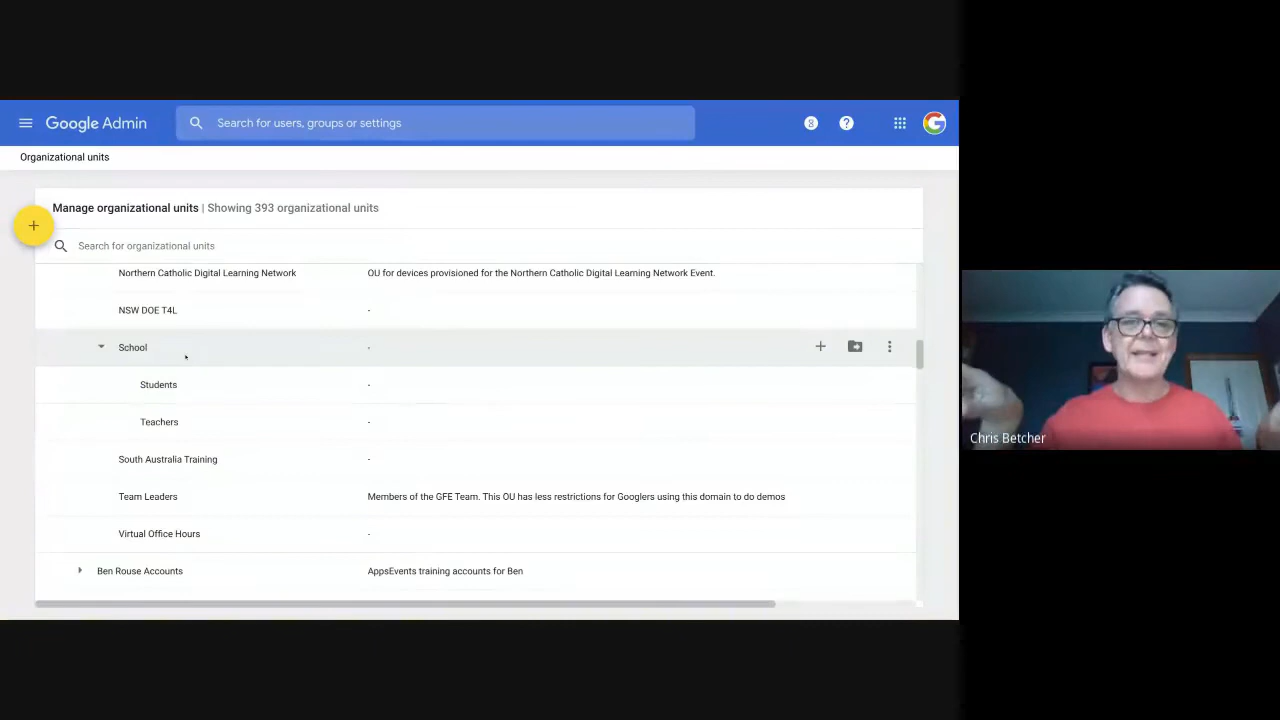 Google Admin
Search for users, groups or settings
8
?
G
Organizational units
Manage organizational units | Showing 393 organizational units
+
Search for organizational units
Northern Catholic Digital Learning Network OU for devices provisioned for the Northern Catholic Digital Learning Network Event.
NSW DOE T4L -
School -
Students -
Teachers -
South Australia Training -
Team Leaders Members of the GFE Team. This OU has less restrictions for Googlers using this domain to do demos
Virtual Office Hours -
Ben Rouse Accounts AppsEvents training accounts for Ben
Chris Betcher